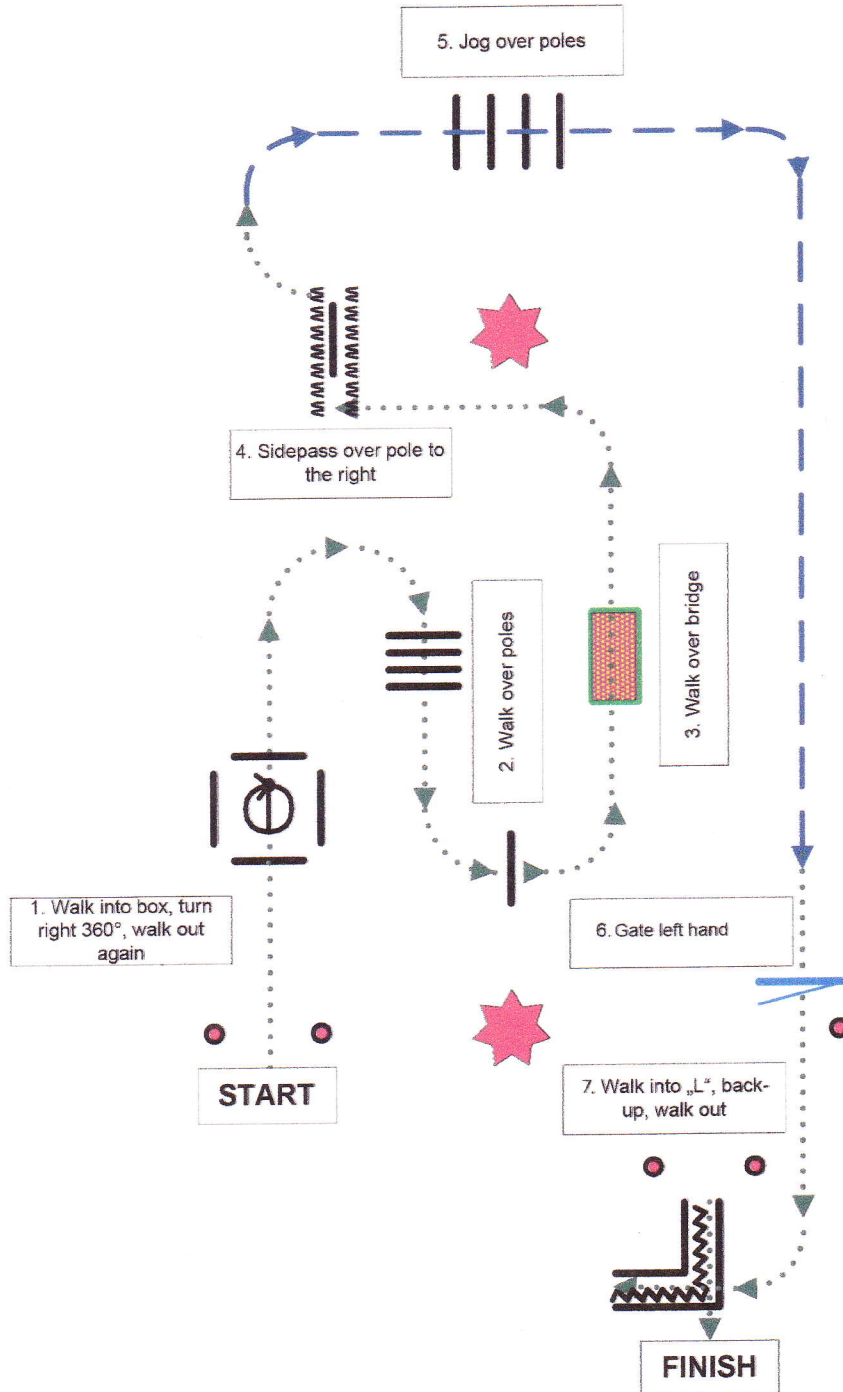 5. Jog over poles
4. Sidepass over pole to
the right
2. Walk over poles
3. Walk over bridge
1. Walk into box, turn
right 360°, walk out
again
6. Gate left hand
START
7. Walk into „L“, back-
up, walk out
FINISH